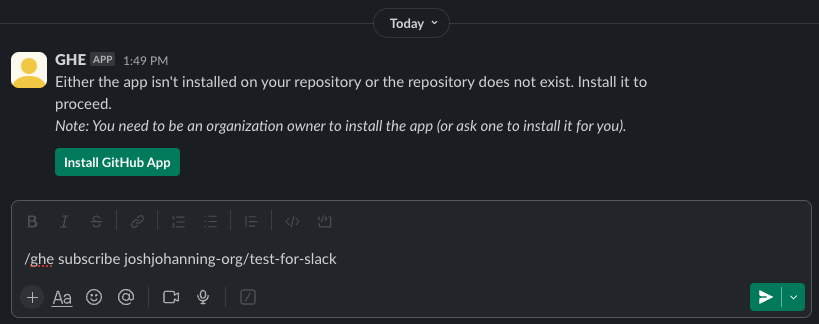 Today
GHE APP 1:49 PM
Either the app isn't installed on your repository or the repository does not exist. Install it to
proceed.
Note: You need to be an organization owner to install the app (or ask one to install it for you).
Install GitHub App
B I S
/ghe subscribe joshjohanning-org/test-for-slack
Aa